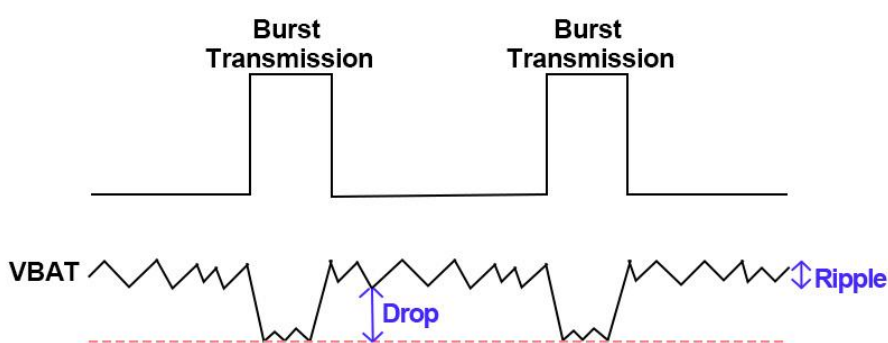 Burst
Transmission
Burst
Transmission
VBAT
Ripple
Drop